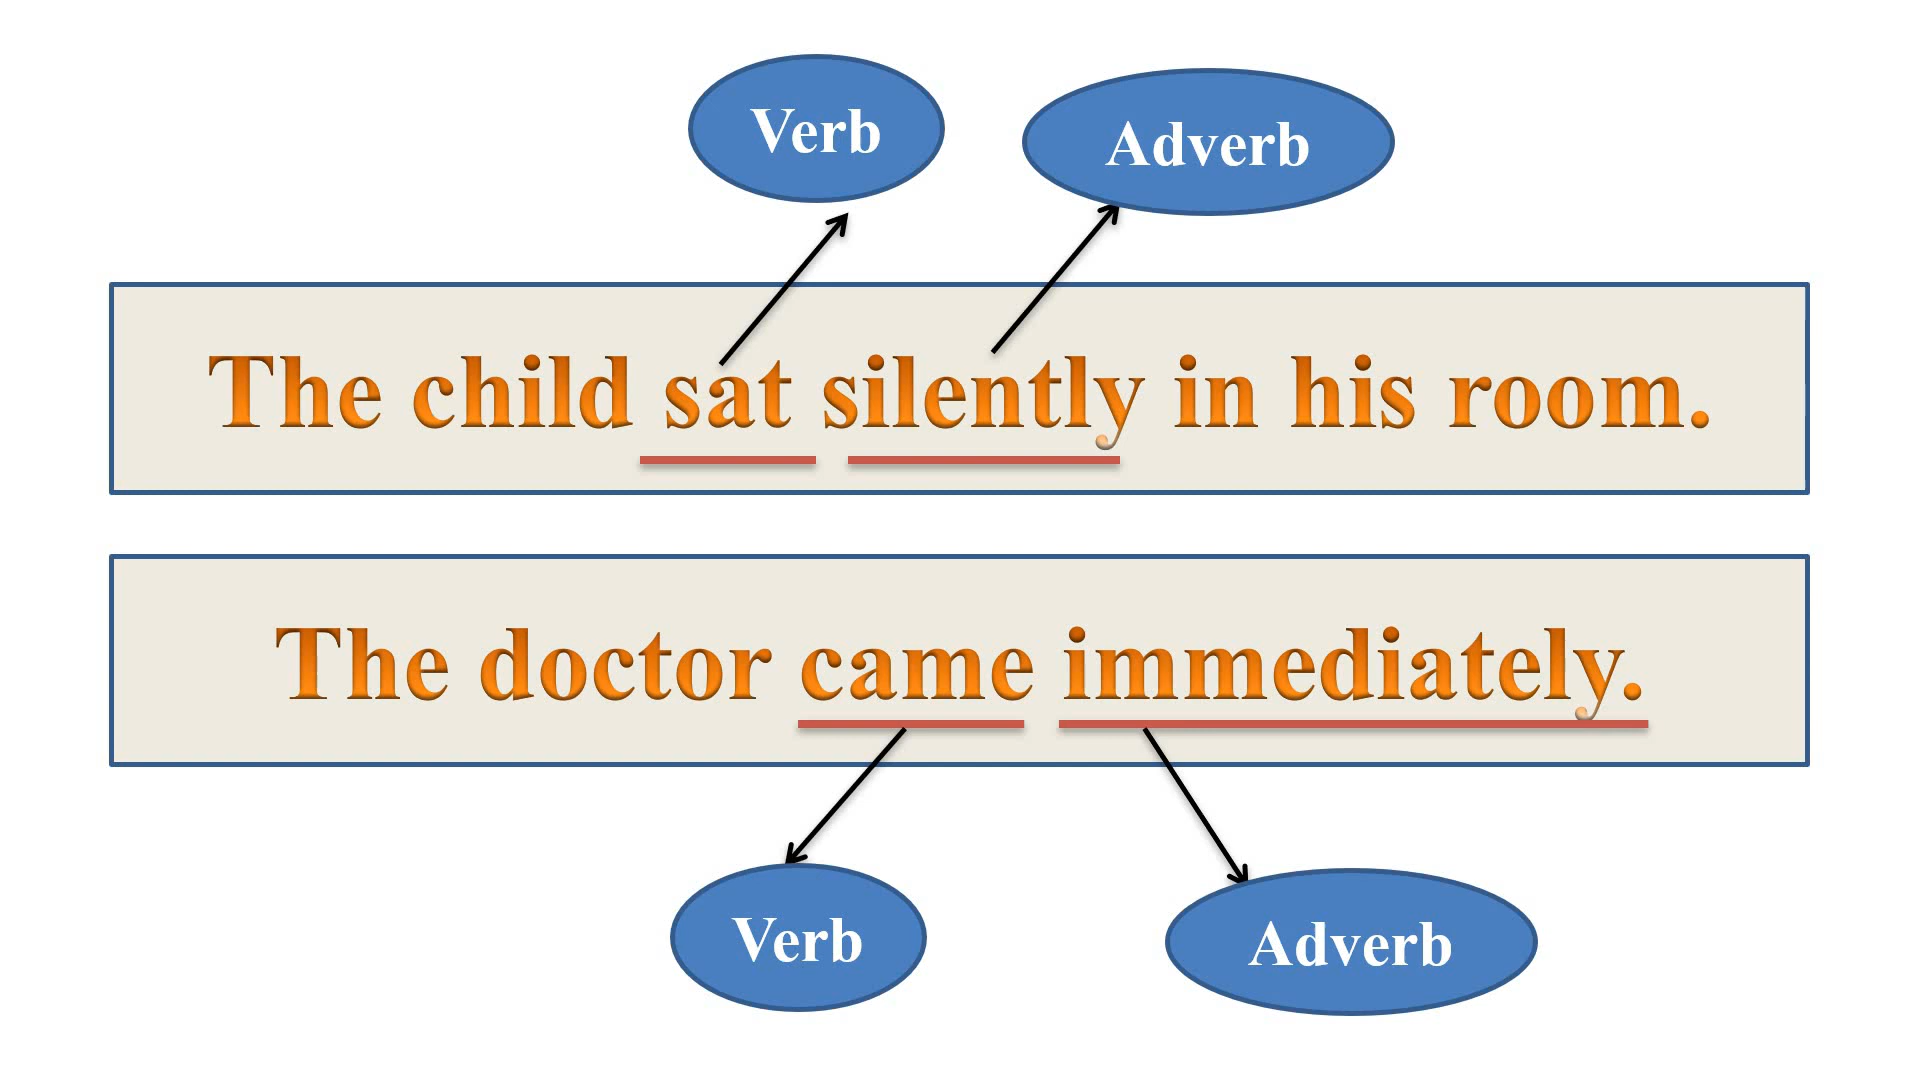 Verb
Adverb
The child sat silently in his room.
The doctor came immediately.
Verb
Adverb